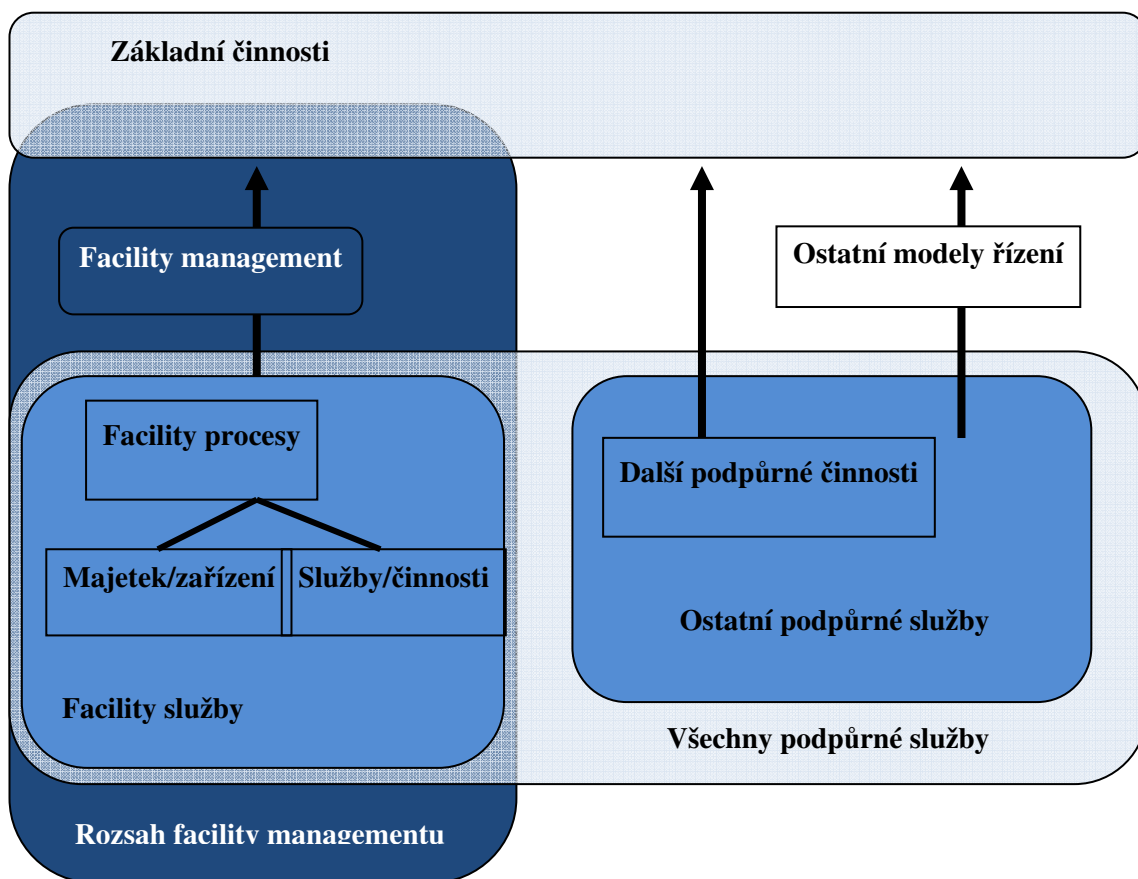 Základní činnosti
Facility management
Ostatní modely řízení
Facility procesy
Další podpůrné činnosti
Majetek/zařízení
Služby/činnosti
Ostatní podpůrné služby
Facility služby
Všechny podpůrné služby
Rozsah facility managementu